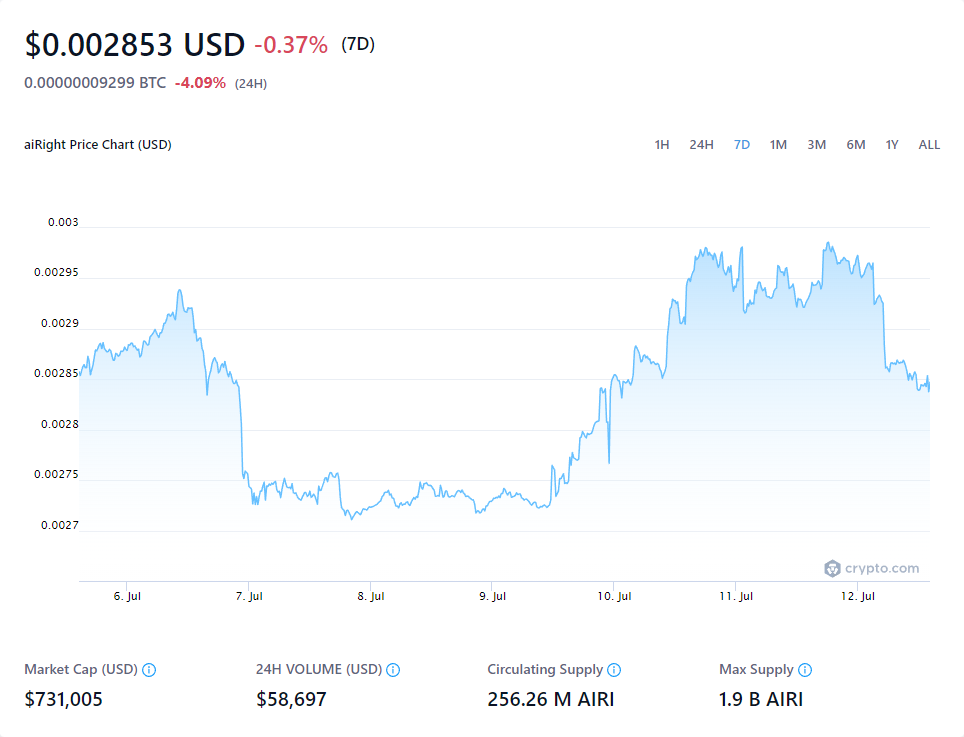 $0.002853 USD -0.37% (7D)
0.00000009299 BTC -4.09% (24H)
aiRight Price Chart (USD) 1H 24H 7D 1M 3M 6M 1Y ALL
0.003
0.00295
0.0029
0.00285
0.0028
0.00275
0.0027
crypto.com
6. Jul 7. Jul 8. Jul 9. Jul 10. Jul 11. Jul 12. Jul
Market Cap (USD) 24H VOLUME (USD) Circulating Supply Max Supply
$731,005 $58,697 256.26 M AIRI 1.9 B AIRI